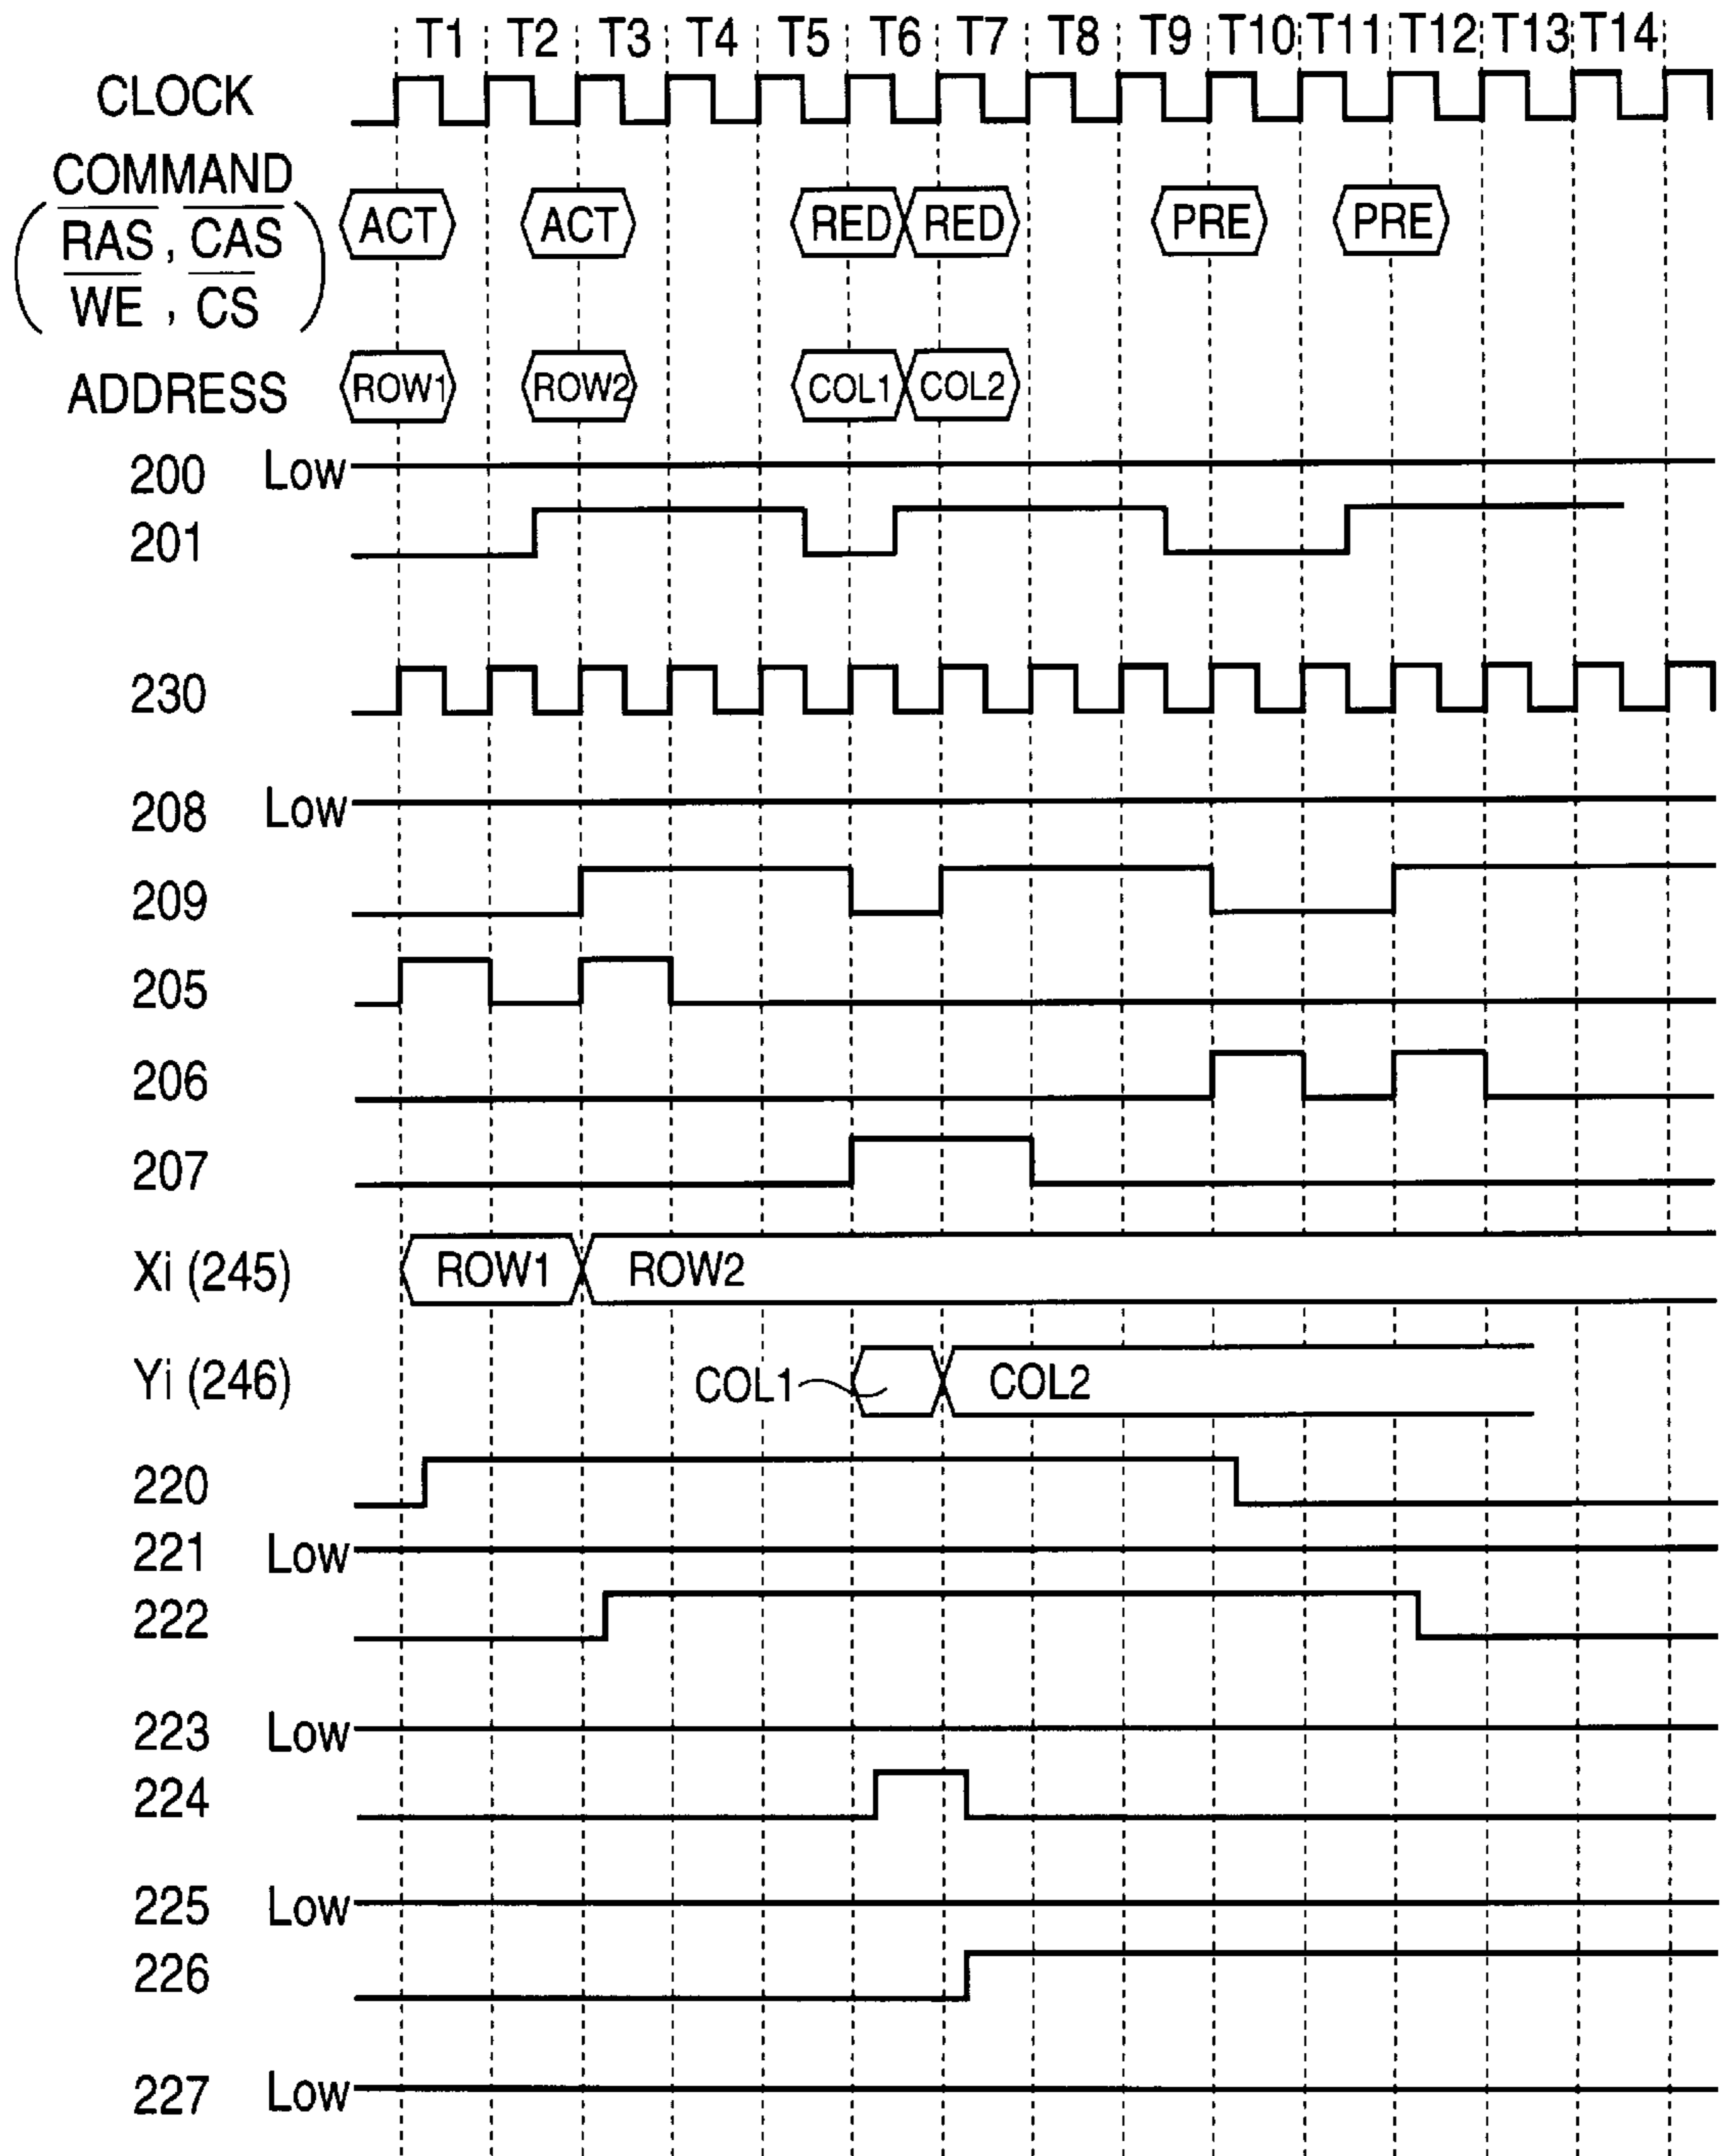 T1 T2 T3 T4 T5 T6 T7 T8 T9 T10 T11 T12 T13 T14
CLOCK
COMMAND
(RAS, CAS
WE, CS)
ACT ACT RED RED PRE PRE
ADDRESS ROW1 ROW2 COL1 COL2
200 Low
201
230
208 Low
209
205
206
207
Xi (245) ROW1 ROW2
Yi (246) COL1 COL2
220
221 Low
222
223 Low
224
225 Low
226
227 Low